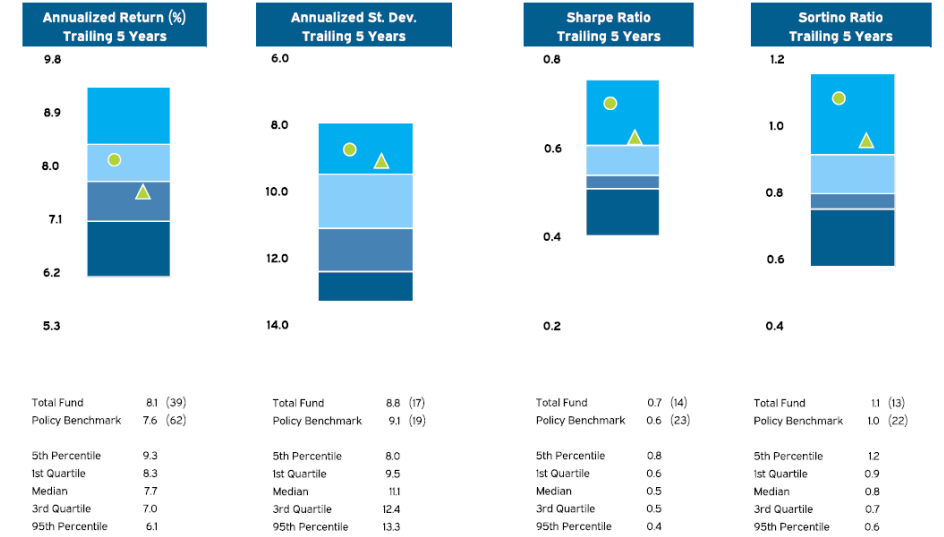 Annualized Return (%)
Trailing 5 Years
9.8
8.9
8.0
7.1
6.2
5.3
Total Fund 8.1 (39)
Policy Benchmark 7.6 (62)
5th Percentile 9.3
1st Quartile 8.3
Median 7.7
3rd Quartile 7.0
95th Percentile 6.1
Annualized St. Dev.
Trailing 5 Years
6.0
8.0
10.0
12.0
14.0
Total Fund 8.8 (17)
Policy Benchmark 9.1 (19)
5th Percentile 8.0
1st Quartile 9.5
Median 11.1
3rd Quartile 12.4
95th Percentile 13.3
Sharpe Ratio
Trailing 5 Years
0.8
0.6
0.4
0.2
Total Fund 0.7 (14)
Policy Benchmark 0.6 (23)
5th Percentile 0.8
1st Quartile 0.6
Median 0.5
3rd Quartile 0.5
95th Percentile 0.4
Sortino Ratio
Trailing 5 Years
1.2
1.0
0.8
0.6
0.4
Total Fund 1.1 (13)
Policy Benchmark 1.0 (22)
5th Percentile 1.2
1st Quartile 0.9
Median 0.8
3rd Quartile 0.7
95th Percentile 0.6